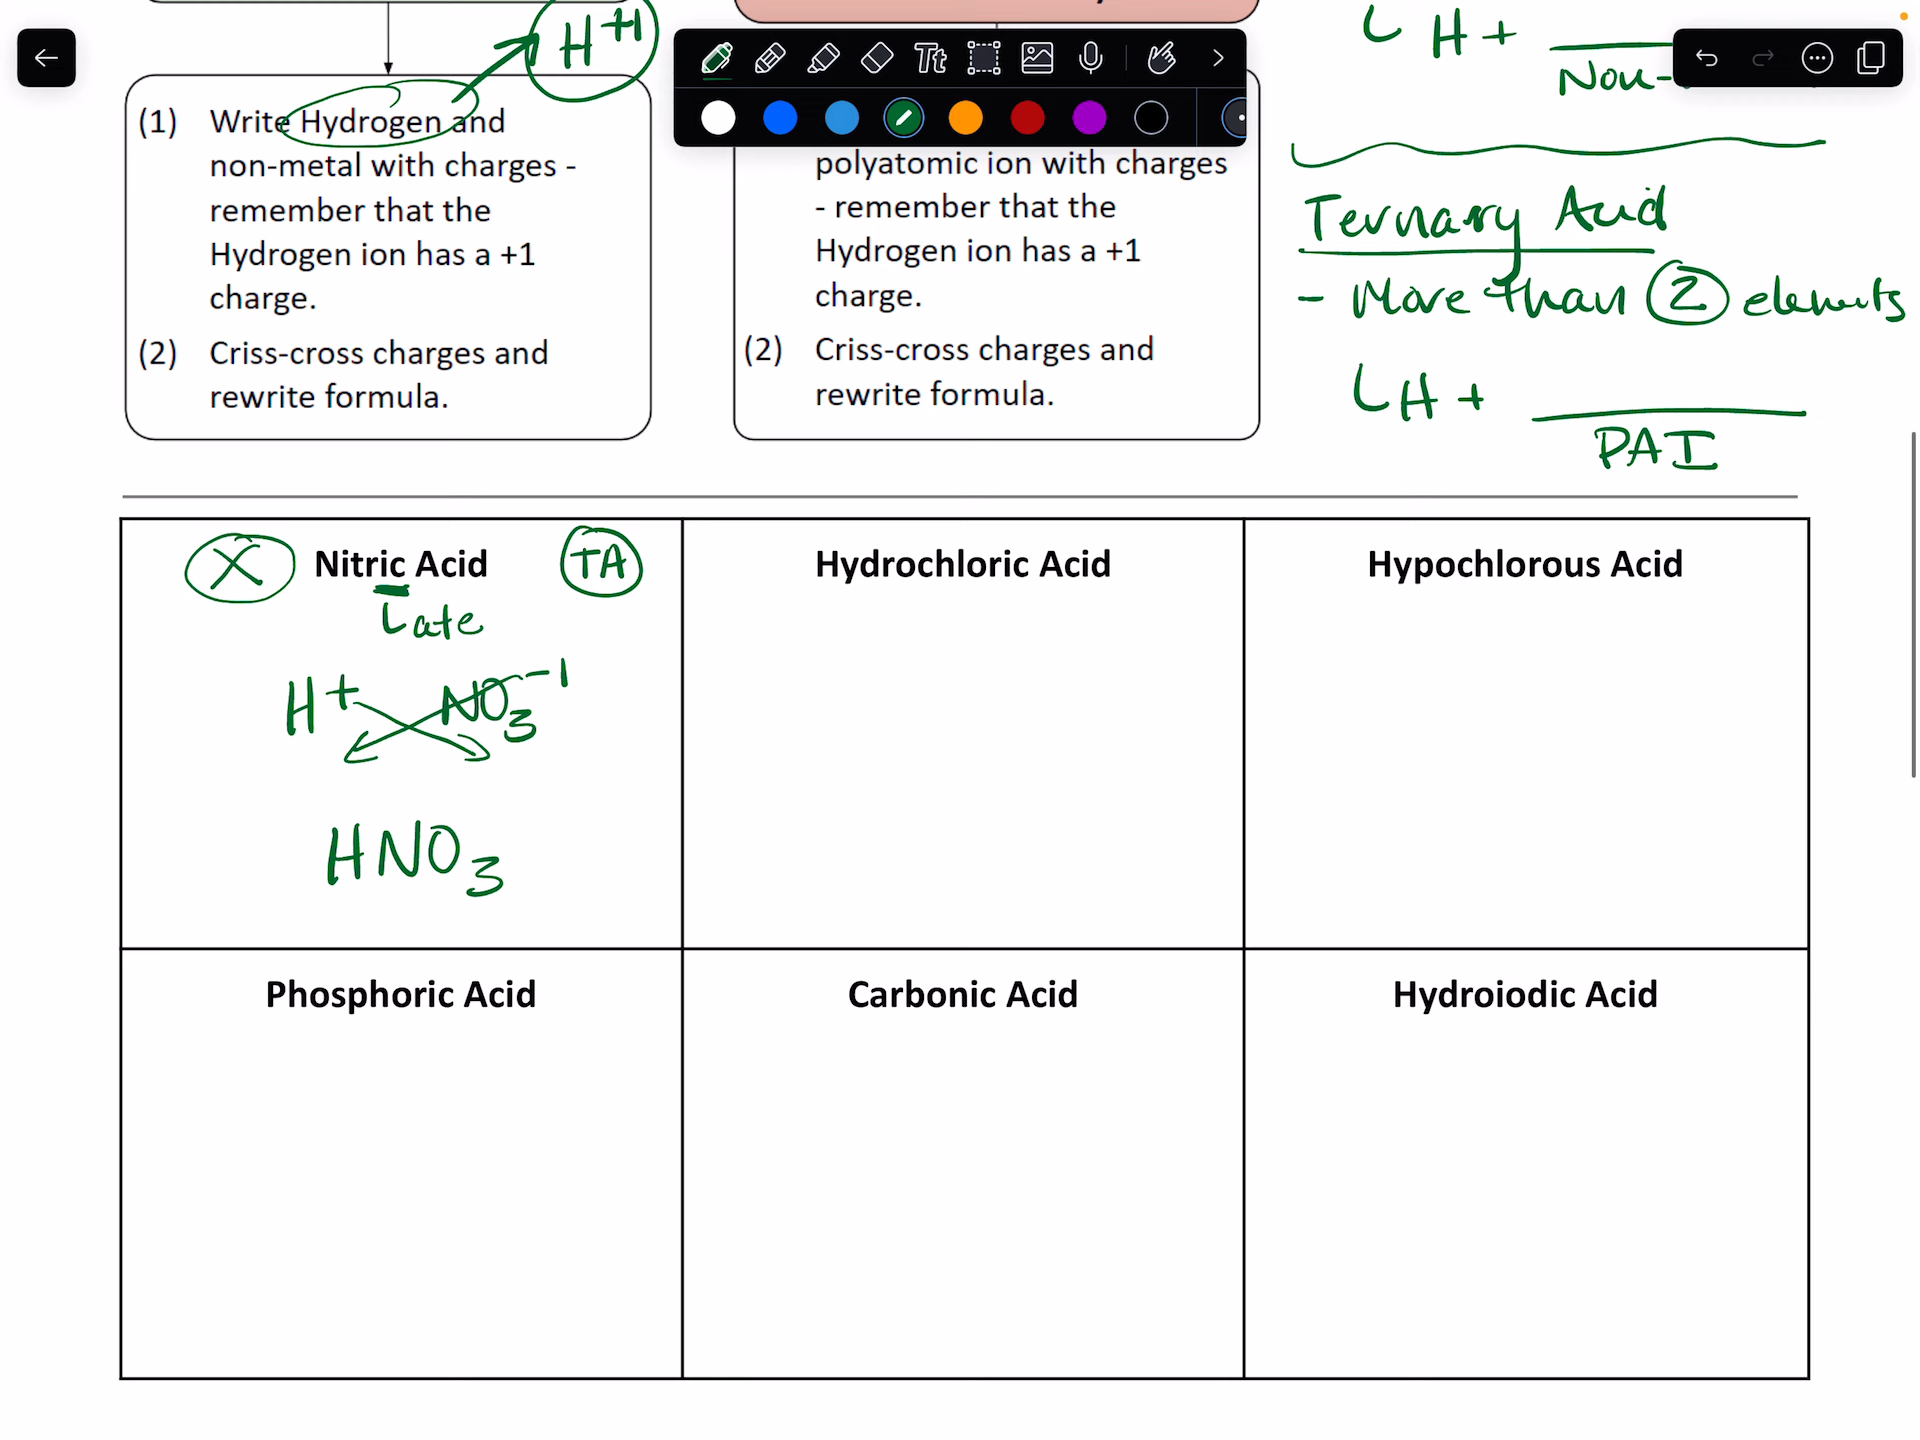 H+1
(1) Write Hydrogen and
non-metal with charges -
remember that the
Hydrogen ion has a +1
charge.
(2) Criss-cross charges and
rewrite formula.
Tt
polyatomic ion with charges
- remember that the
Hydrogen ion has a +1
charge.
(2) Criss-cross charges and
rewrite formula.
H +
Non-
Ternary Acid
- More than 2 elements
H +
PAI
X Nitric Acid TA
ate
H+ NO3-1
HNO3
Hydrochloric Acid
Hypochlorous Acid
Phosphoric Acid
Carbonic Acid
Hydroiodic Acid